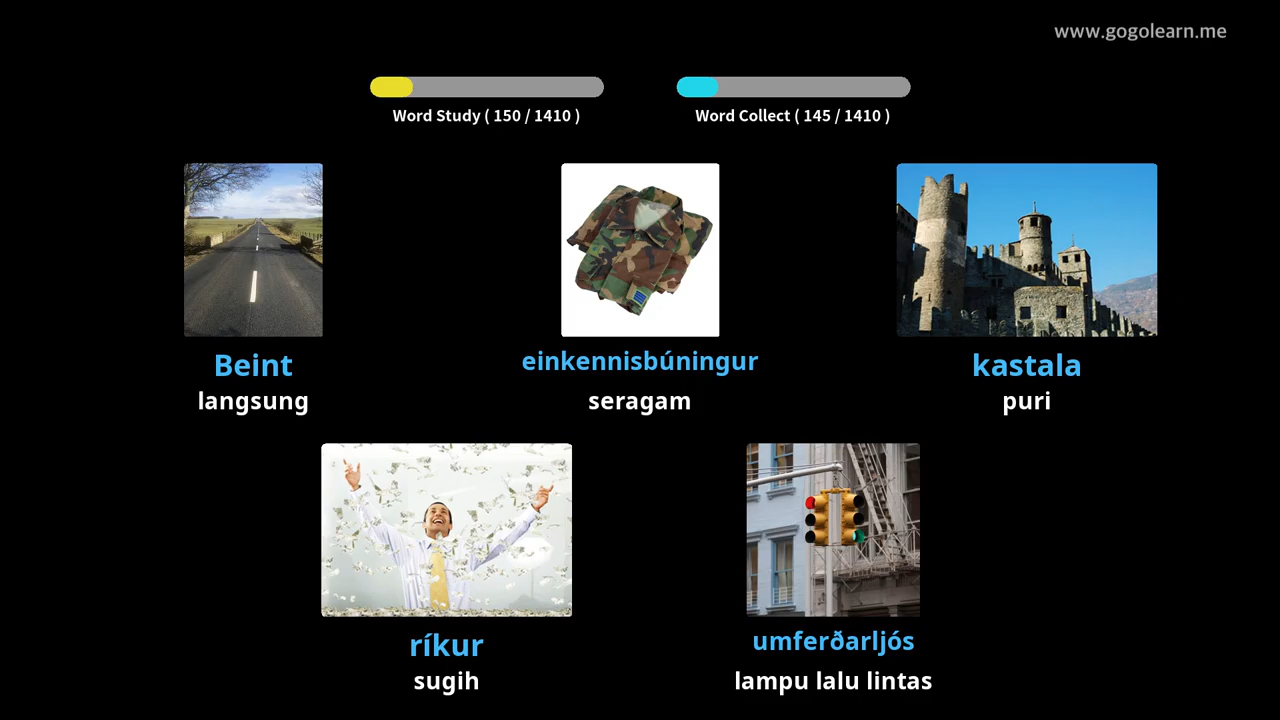 www.gogolearn.me
Word Study ( 150 / 1410 )
Word Collect ( 145 / 1410 )
Beint
langsung
einkennisbúningur
seragam
kastala
puri
ríkur
sugih
umferðarljós
lampu lalu lintas